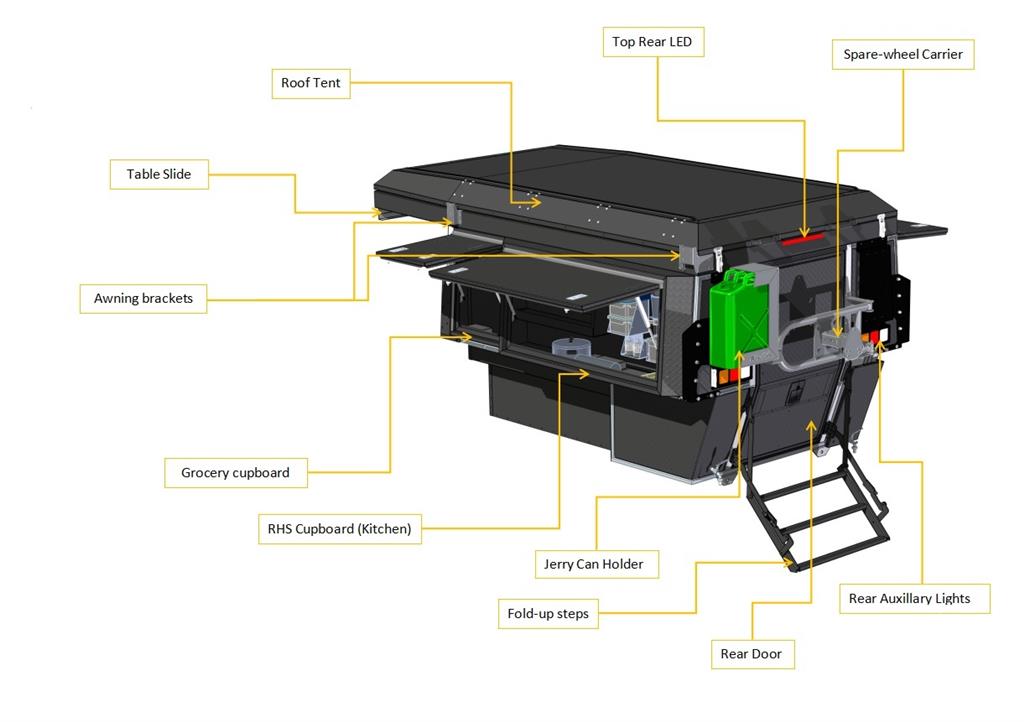 Top Rear LED
Spare-wheel Carrier
Roof Tent
Table Slide
Awning brackets
Grocery cupboard
RHS Cupboard (Kitchen)
Jerry Can Holder
Rear Auxillary Lights
Fold-up steps
Rear Door